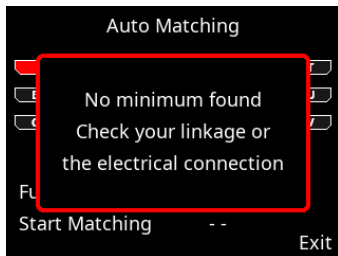 Auto Matching
No minimum found
Check your linkage or
the electrical connection
Start Matching - -
Exit